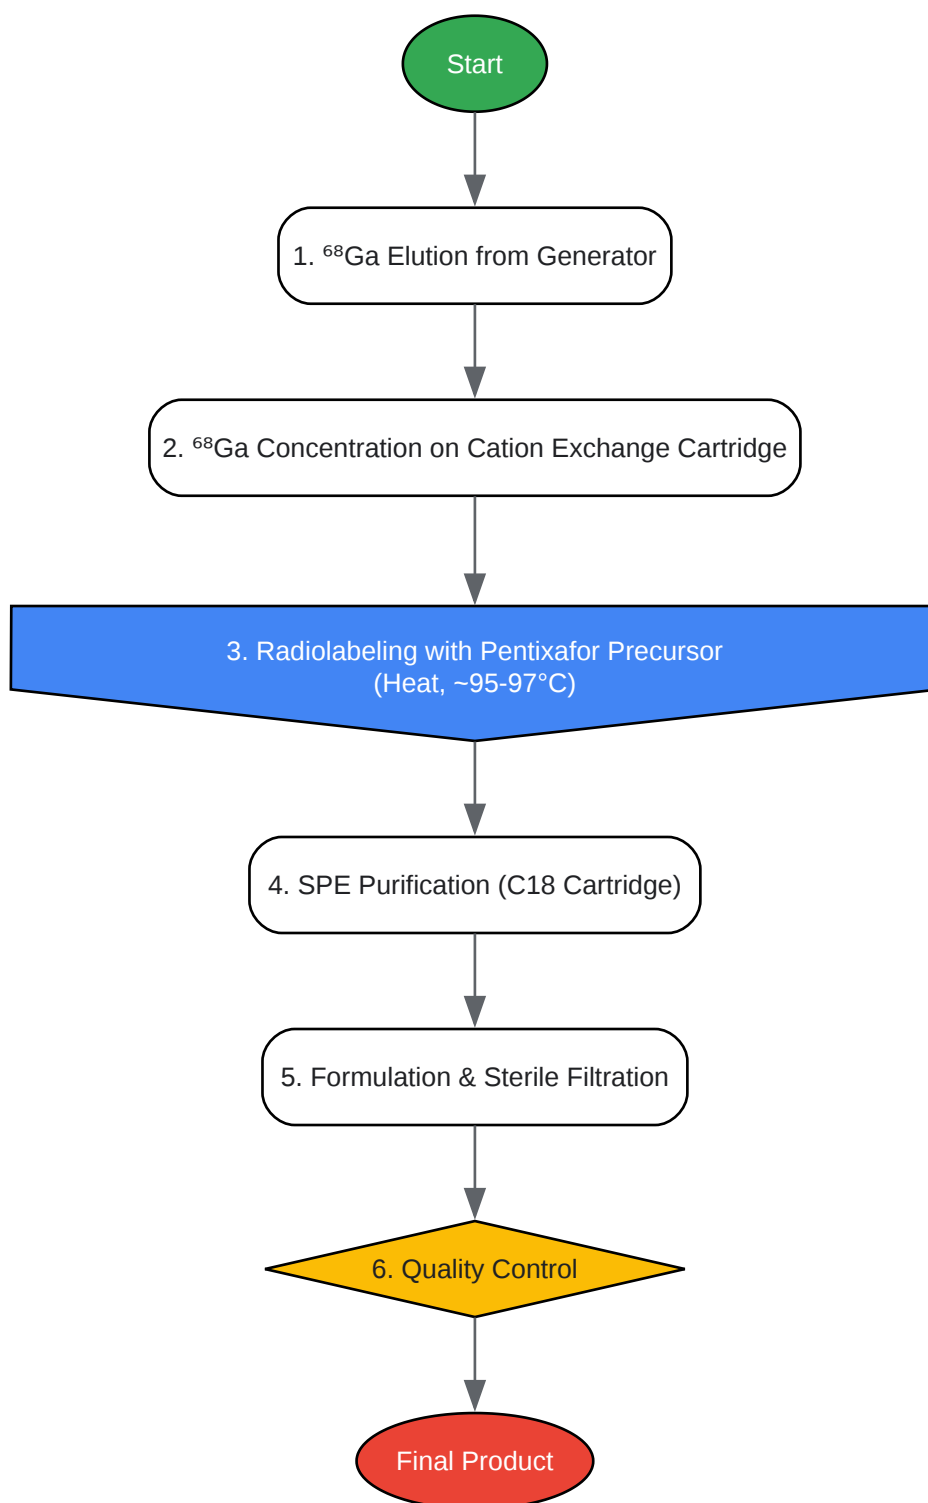 Start
1. ⁶⁸Ga Elution from Generator
2. ⁶⁸Ga Concentration on Cation Exchange Cartridge
3. Radiolabeling with Pentixafor Precursor
(Heat, ~95-97°C)
4. SPE Purification (C18 Cartridge)
5. Formulation & Sterile Filtration
6. Quality Control
Final Product